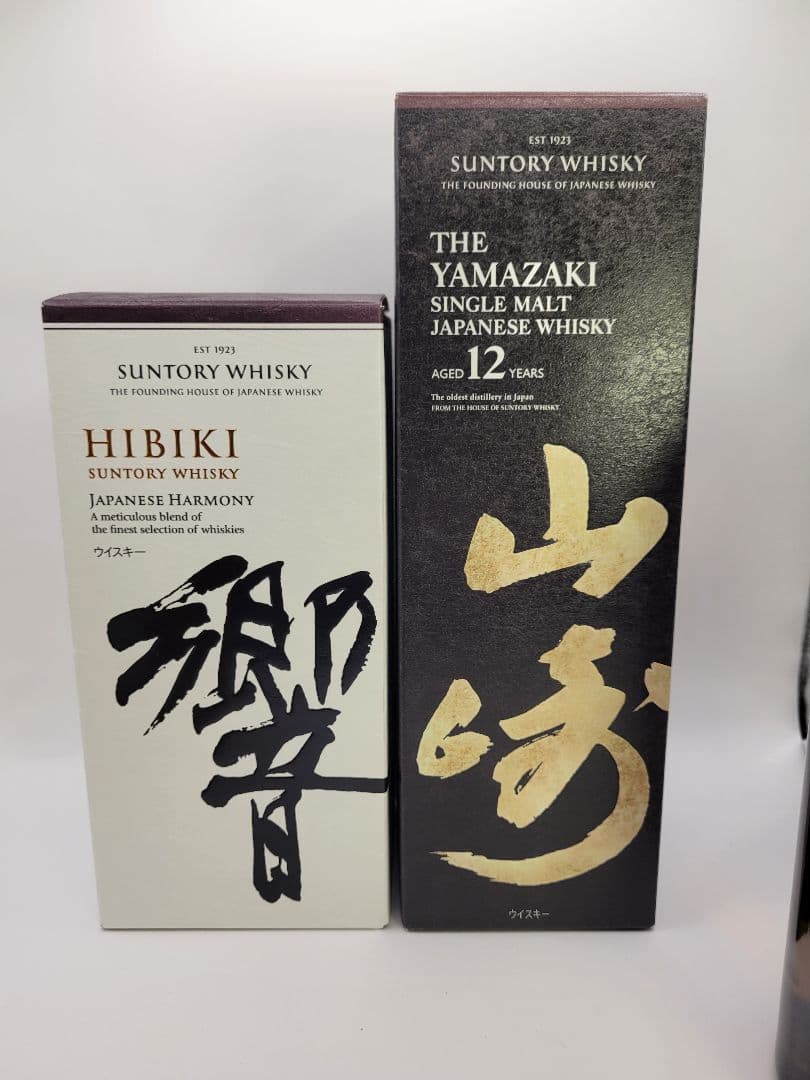 EST 1923
SUNTORY WHISKY
THE FOUNDING HOUSE OF JAPANESE WHISKY
HIBIKI
SUNTORY WHISKY
JAPANESE HARMONY
A meticulous blend of
the finest selection of whiskies
ウイスキー
響
EST 1923
SUNTORY WHISKY
THE FOUNDING HOUSE OF JAPANESE WHISKY
THE
YAMAZAKI
SINGLE MALT
JAPANESE WHISKY
AGED 12 YEARS
The oldest distillery in Japan
FROM THE HOUSE OF SUNTORY WHISKY
山
崎
ウイスキー